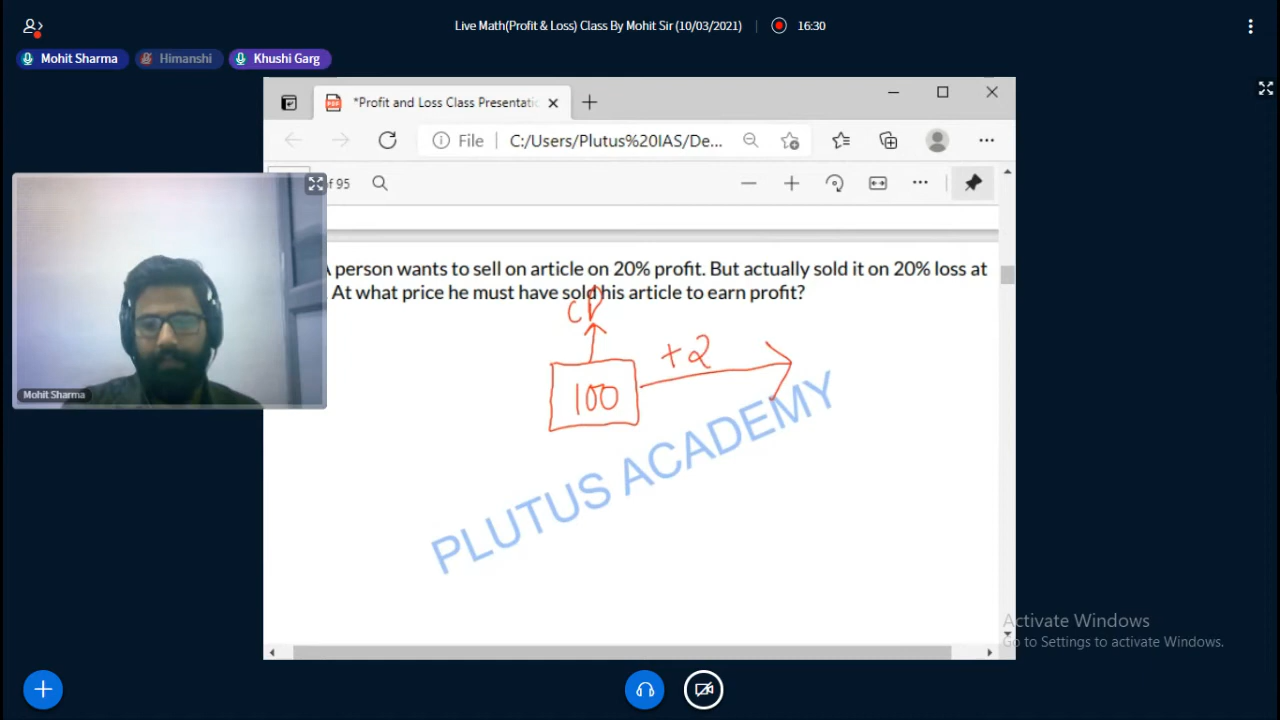 Live Math(Profit & Loss) Class By Mohit Sir (10/03/2021)
16:30
Mohit Sharma
Himanshi
Khushi Garg
*Profit and Loss Class Presentatio
File
C:/Users/Plutus%20IAS/De...
of 95
A person wants to sell on article on 20% profit. But actually sold it on 20% loss at
. At what price he must have sold his article to earn profit?
CP
+2
100
Mohit Sharma
PLUTUS ACADEMY
Activate Windows
Go to Settings to activate Windows.